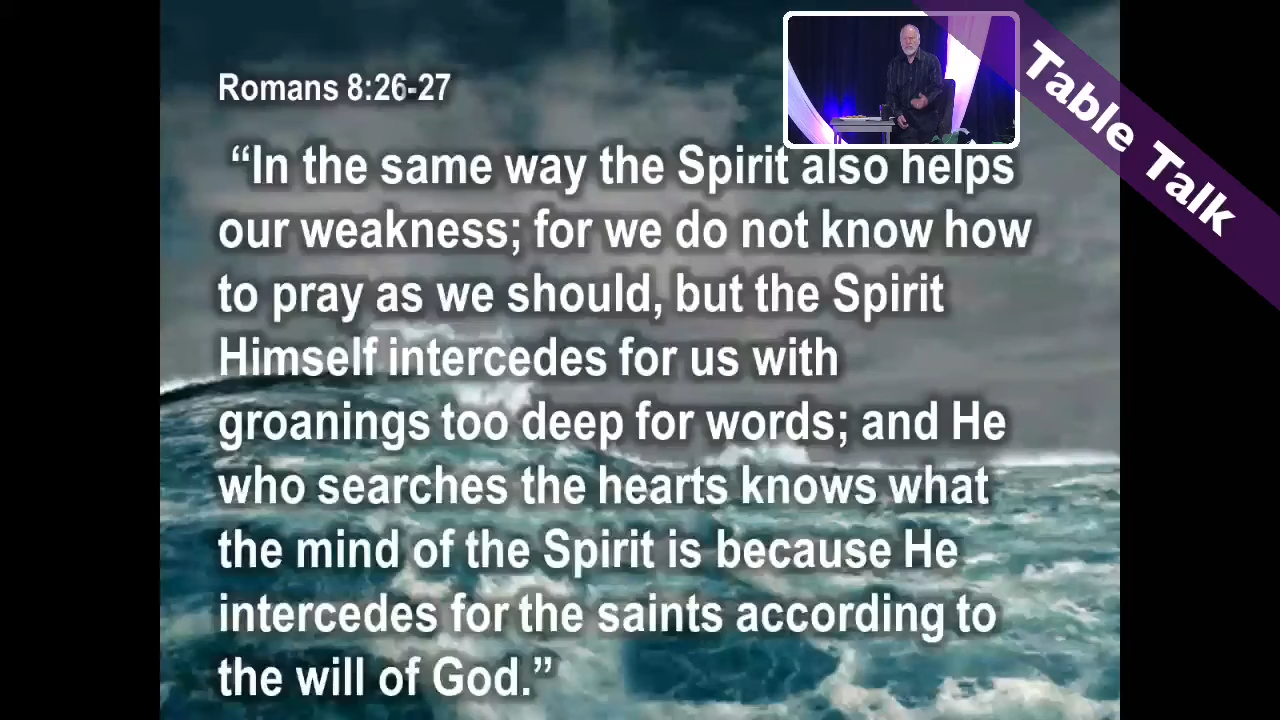 Romans 8:26-27
“In the same way the Spirit also helps
our weakness; for we do not know how
to pray as we should, but the Spirit
Himself intercedes for us with
groanings too deep for words; and He
who searches the hearts knows what
the mind of the Spirit is because He
intercedes for the saints according to
the will of God.”
Table Talk